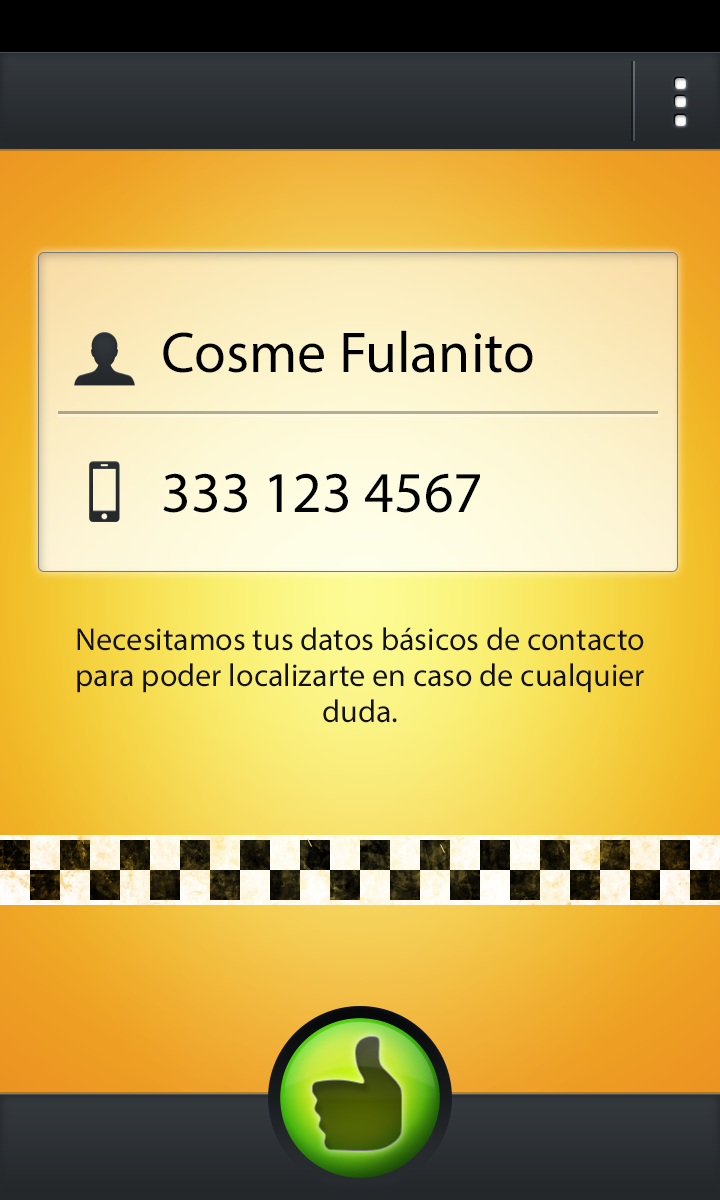 Cosme Fulanito
333 123 4567
Necesitamos tus datos básicos de contacto
para poder localizarte en caso de cualquier
duda.